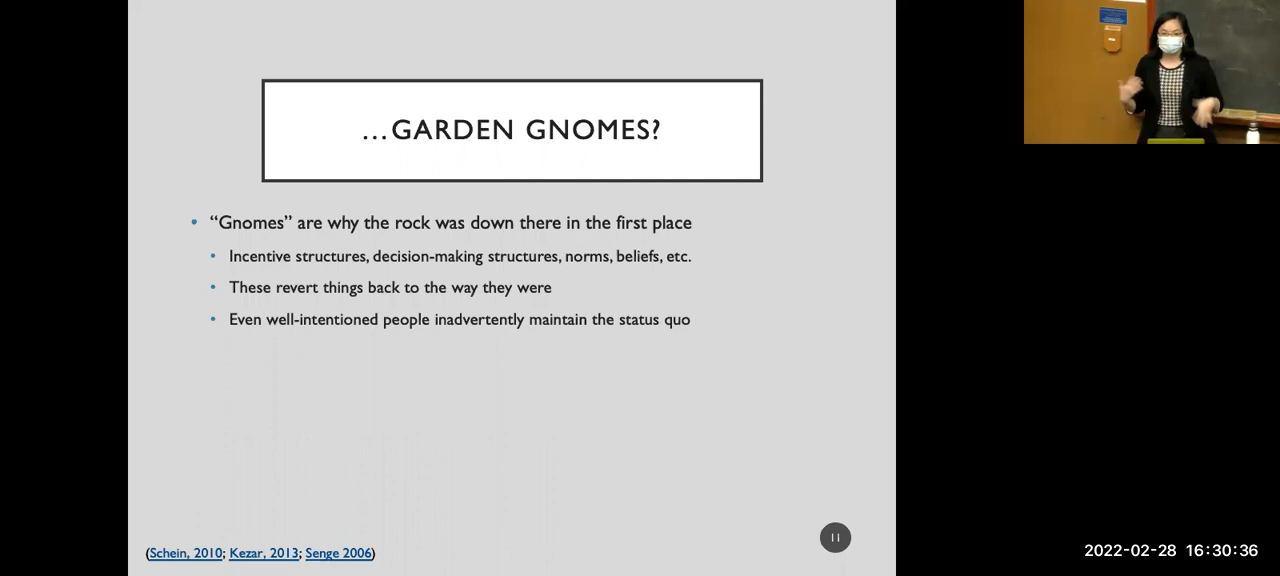 ...GARDEN GNOMES?
• “Gnomes” are why the rock was down there in the first place
• Incentive structures, decision-making structures, norms, beliefs, etc.
• These revert things back to the way they were
• Even well-intentioned people inadvertently maintain the status quo
(Schein, 2010; Kezar, 2013; Senge 2006)
11
2022-02-28 16:30:36